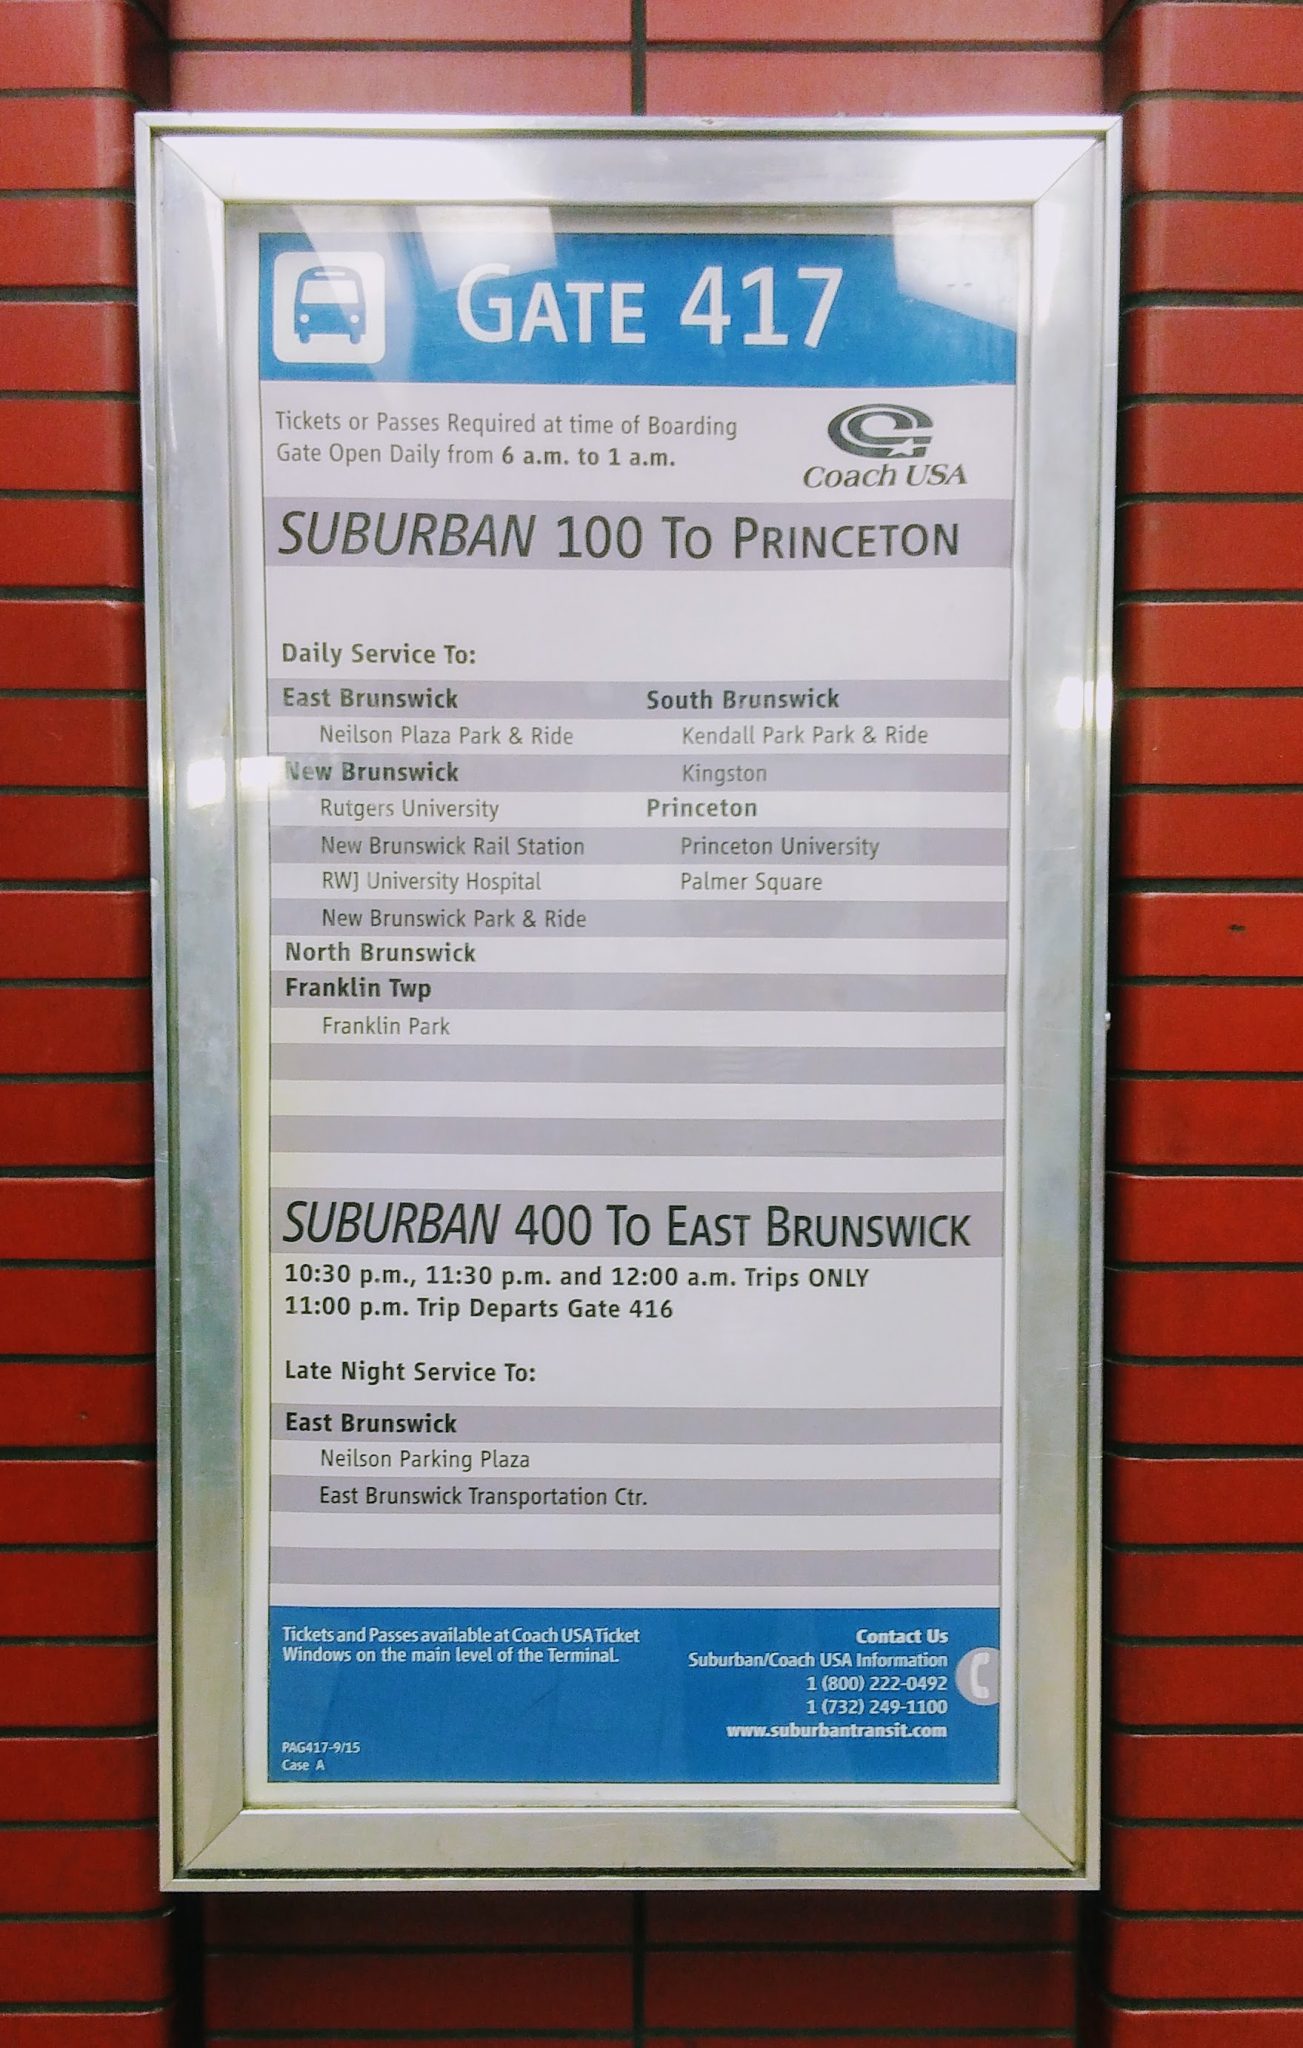 GATE 417
Tickets or Passes Required at time of Boarding
Gate Open Daily from 6 a.m. to 1 a.m.
Coach USA
SUBURBAN 100 TO PRINCETON
Daily Service To:
East Brunswick
Neilson Plaza Park & Ride
New Brunswick
Rutgers University
New Brunswick Rail Station
RWJ University Hospital
New Brunswick Park & Ride
North Brunswick
Franklin Twp
Franklin Park
South Brunswick
Kendall Park Park & Ride
Kingston
Princeton
Princeton University
Palmer Square
SUBURBAN 400 TO EAST BRUNSWICK
10:30 p.m., 11:30 p.m. and 12:00 a.m. Trips ONLY
11:00 p.m. Trip Departs Gate 416
Late Night Service To:
East Brunswick
Neilson Parking Plaza
East Brunswick Transportation Ctr.
Tickets and Passes available at Coach USA Ticket
Windows on the main level of the Terminal.
PAG417-9/15
Case A
Contact Us
Suburban/Coach USA Information
1 (800) 222-0492
1 (732) 249-1100
www.suburbantransit.com